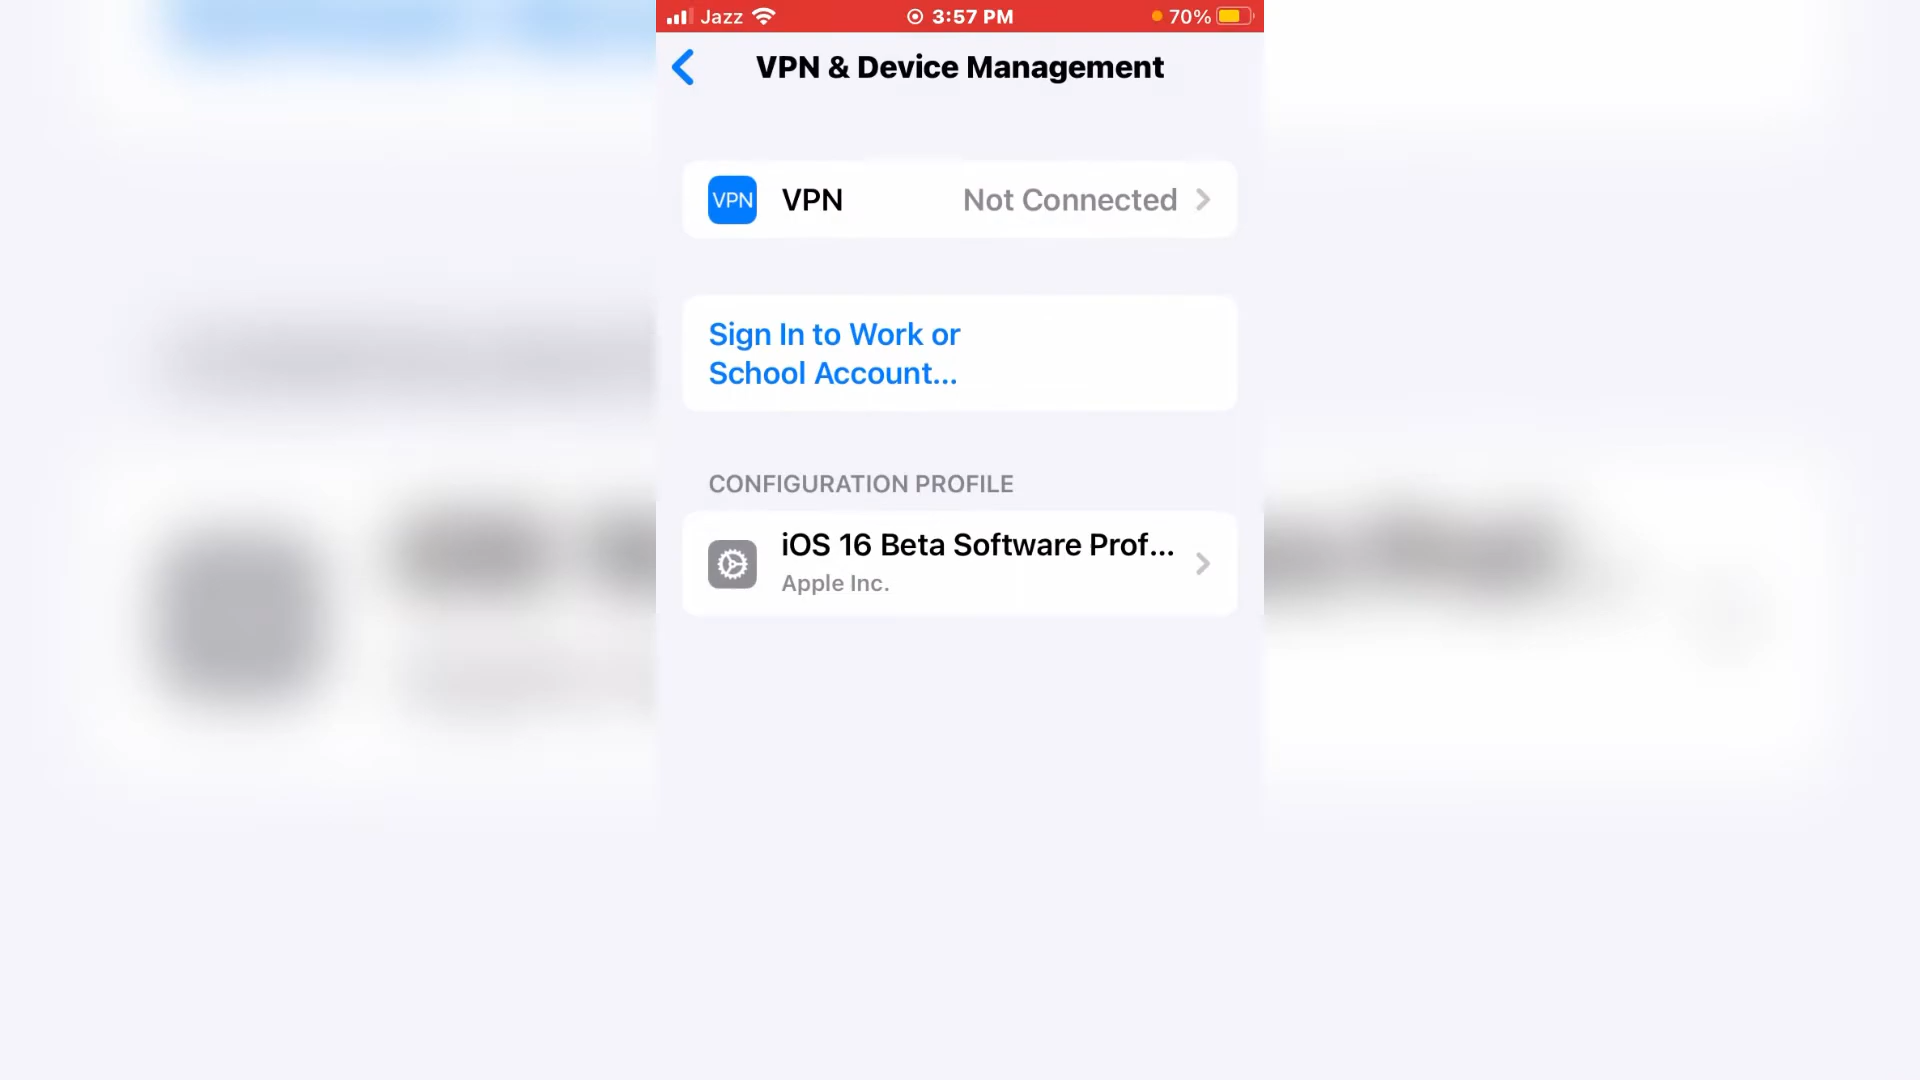 Jazz 3:57 PM 70%
VPN & Device Management
VPN VPN Not Connected
Sign In to Work or
School Account...
CONFIGURATION PROFILE
iOS 16 Beta Software Prof...
Apple Inc.